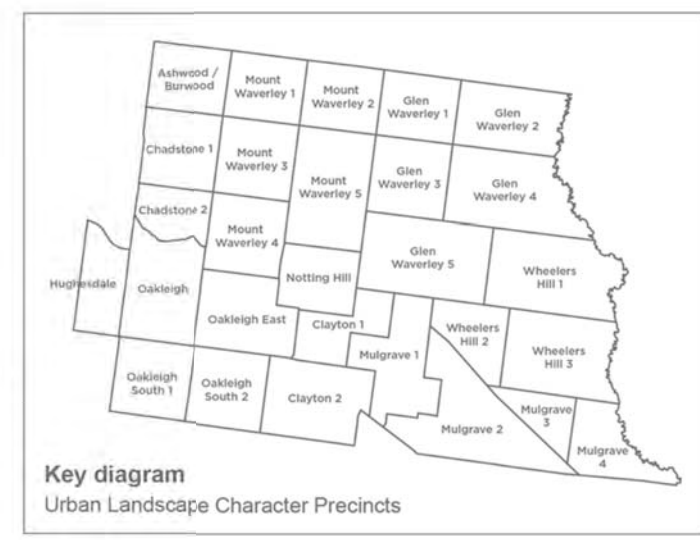 Ashwood /
Burwood
Mount
Waverley 1
Mount
Waverley 2
Glen
Waverley 1
Glen
Waverley 2
Chadstone 1
Mount
Waverley 3
Mount
Waverley 5
Glen
Waverley 3
Glen
Waverley 4
Chadstone 2
Mount
Waverley 4
Glen
Waverley 5
Wheelers
Hill 1
Hughesdale
Oakleigh
Notting Hill
Oakleigh East
Clayton 1
Mulgrave 1
Wheelers
Hill 2
Wheelers
Hill 3
Oakleigh
South 1
Oakleigh
South 2
Clayton 2
Mulgrave 2
Mulgrave
3
Mulgrave
4
Key diagram
Urban Landscape Character Precincts